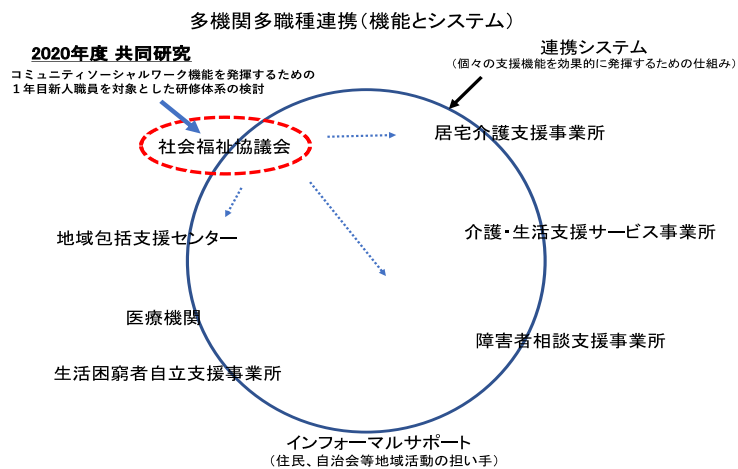 多機関多職種連携（機能とシステム）
2020年度 共同研究
コミュニティソーシャルワーク機能を発揮するための
１年目新人職員を対象とした研修体系の検討
連携システム
（個々の支援機能を効果的に発揮するための仕組み）
社会福祉協議会
居宅介護支援事業所
地域包括支援センター
介護・生活支援サービス事業所
医療機関
障害者相談支援事業所
生活困窮者自立支援事業所
インフォーマルサポート
（住民、自治会等地域活動の担い手）